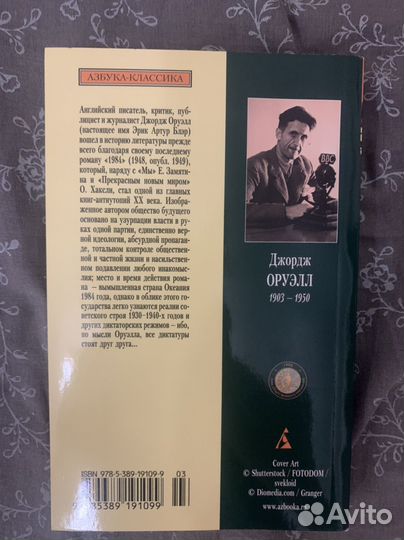 АЗБУКА-КЛАССИКА
Английский писатель, критик, пуб-
лицист и журналист Джордж Оруэлл
(настоящее имя Эрик Артур Блэр)
вошел в историю литературы прежде
всего благодаря своему последнему
роману «1984» (1948, опубл. 1949),
который, наряду с «Мы» Е. Замяти-
на и «Прекрасным новым миром»
О. Хаксли, стал одной из главных
книг-антиутопий XX века. Изобра-
женное автором общество будущего
основано на узурпации власти в ру-
ках одной партии, единственно вер-
ной идеологии, абсурдной пропаган-
де, тотальном контроле обществен-
ной и частной жизни и насильствен-
ном подавлении любого инакомыс-
лия; место и время действия рома-
на — вымышленная страна Океания
1984 года, однако в облике этого го-
сударства легко узнаются реалии со-
ветского строя 1930–1940-х годов и
других диктаторских режимов — ибо,
по мысли Оруэлла, все диктатуры
стоят друг друга...
BBC
Джордж
ОРУЭЛЛ
1903 – 1950
ISBN 978-5-389-19109-9
03
785389 191099
Cover Art
© Shutterstock / FOTODOM /
svekloid
© Diomedia.com / Granger
www.azbooka.ru
Avito